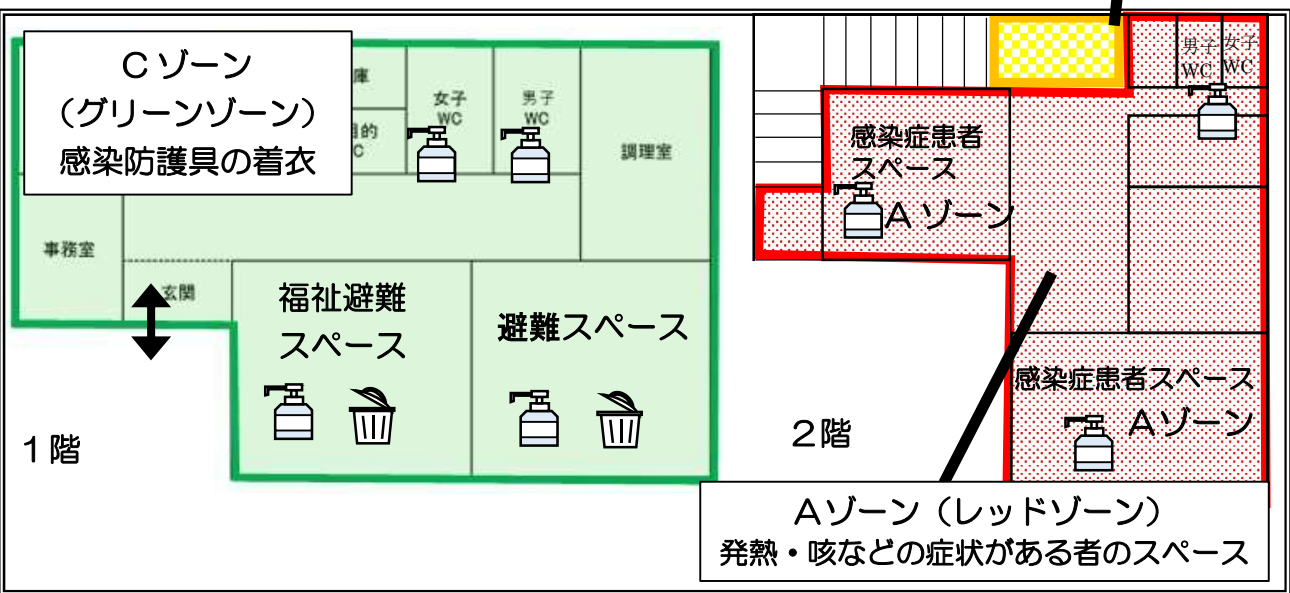 Cゾーン
（グリーンゾーン）
感染防護具の着衣
庫
女子
WC
男子
WC
調理室
事務室
玄関
福祉避難
スペース
避難スペース
1階
男子
WC
女子
WC
感染症患者
スペース
Aゾーン
2階
感染症患者スペース
Aゾーン
Aゾーン（レッドゾーン）
発熱・咳などの症状がある者のスペース